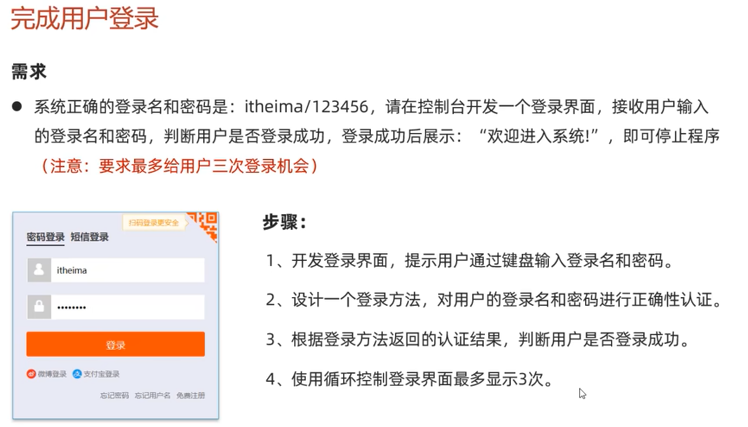 完成用户登录
需求
● 系统正确的登录名和密码是：itheima/123456，请在控制台开发一个登录界面，接收用户输入
的登录名和密码，判断用户是否登录成功，登录成功后展示：“欢迎进入系统!”，即可停止程序
（注意：要求最多给用户三次登录机会）
扫码登录更安全
密码登录 短信登录
itheima
••••••••
登录
微博登录 支付宝登录
忘记密码 忘记用户名 免费注册
步骤：
1、开发登录界面，提示用户通过键盘输入登录名和密码。
2、设计一个登录方法，对用户的登录名和密码进行正确性认证。
3、根据登录方法返回的认证结果，判断用户是否登录成功。
4、使用循环控制登录界面最多显示3次。